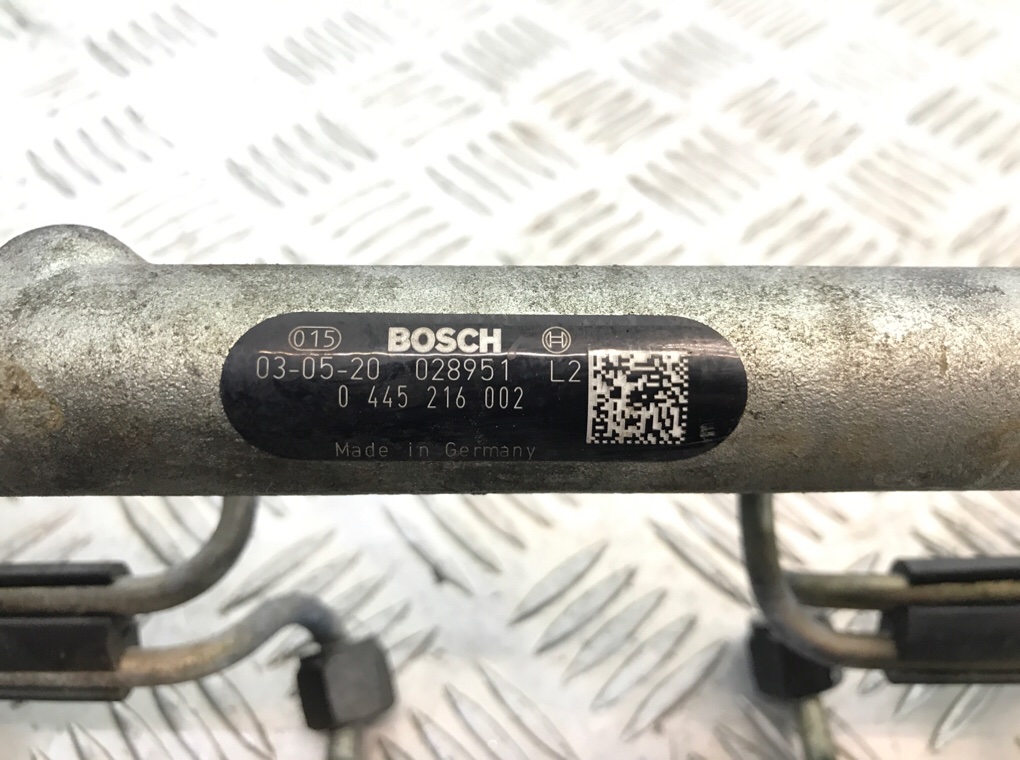 015 BOSCH
03-05-20 028951 L2
0 445 216 002
Made in Germany